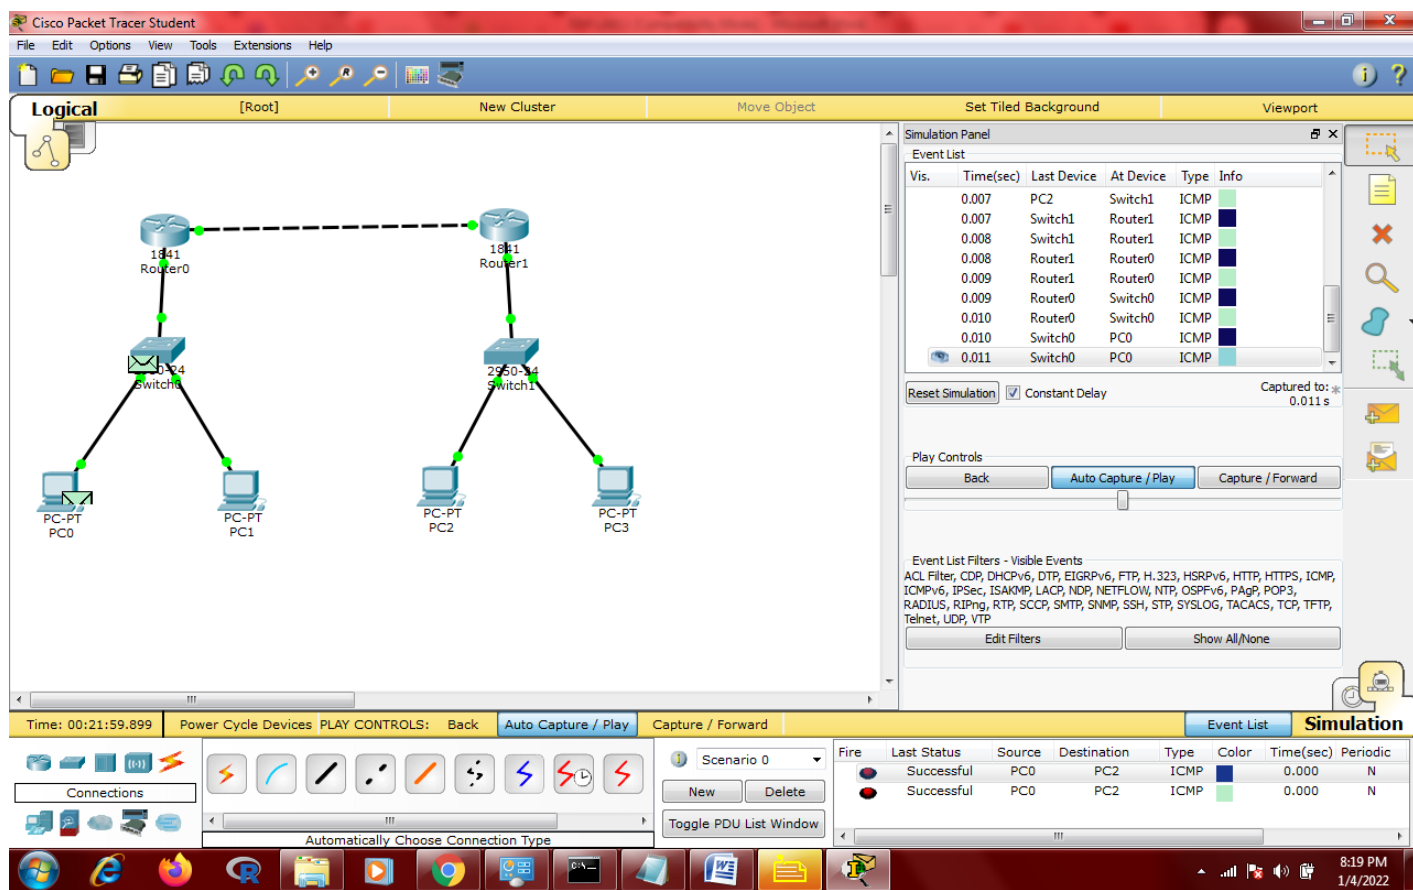 Cisco Packet Tracer Student
File Edit Options View Tools Extensions Help
Logical [Root] New Cluster Move Object Set Tiled Background Viewport
1841
Router0
1841
Router1
Switch0
2950-24
Switch1
PC-PT
PC0
PC-PT
PC1
PC-PT
PC2
PC-PT
PC3
Simulation Panel
Event List
Vis. Time(sec) Last Device At Device Type Info
0.007 PC2 Switch1 ICMP
0.007 Switch1 Router1 ICMP
0.008 Switch1 Router1 ICMP
0.008 Router1 Router0 ICMP
0.009 Router1 Router0 ICMP
0.009 Router0 Switch0 ICMP
0.010 Router0 Switch0 ICMP
0.010 Switch0 PC0 ICMP
0.011 Switch0 PC0 ICMP
Reset Simulation Constant Delay Captured to: *
0.011 s
Play Controls
Back Auto Capture / Play Capture / Forward
Event List Filters - Visible Events
ACL Filter, CDP, DHCPv6, DTP, EIGRPv6, FTP, H.323, HSRPv6, HTTP, HTTPS, ICMP,
ICMPv6, IPSec, ISAKMP, LACP, NDP, NETFLOW, NTP, OSPFv6, PAgP, POP3,
RADIUS, RIPng, RTP, SCCP, SMTP, SNMP, SSH, STP, SYSLOG, TACACS, TCP, TFTP,
Telnet, UDP, VTP
Edit Filters Show All/None
Time: 00:21:59.899 Power Cycle Devices PLAY CONTROLS: Back Auto Capture / Play Capture / Forward Event List Simulation
Connections
Automatically Choose Connection Type
Scenario 0
New Delete
Toggle PDU List Window
Fire Last Status Source Destination Type Color Time(sec) Periodic
Successful PC0 PC2 ICMP 0.000 N
Successful PC0 PC2 ICMP 0.000 N
8:19 PM
1/4/2022